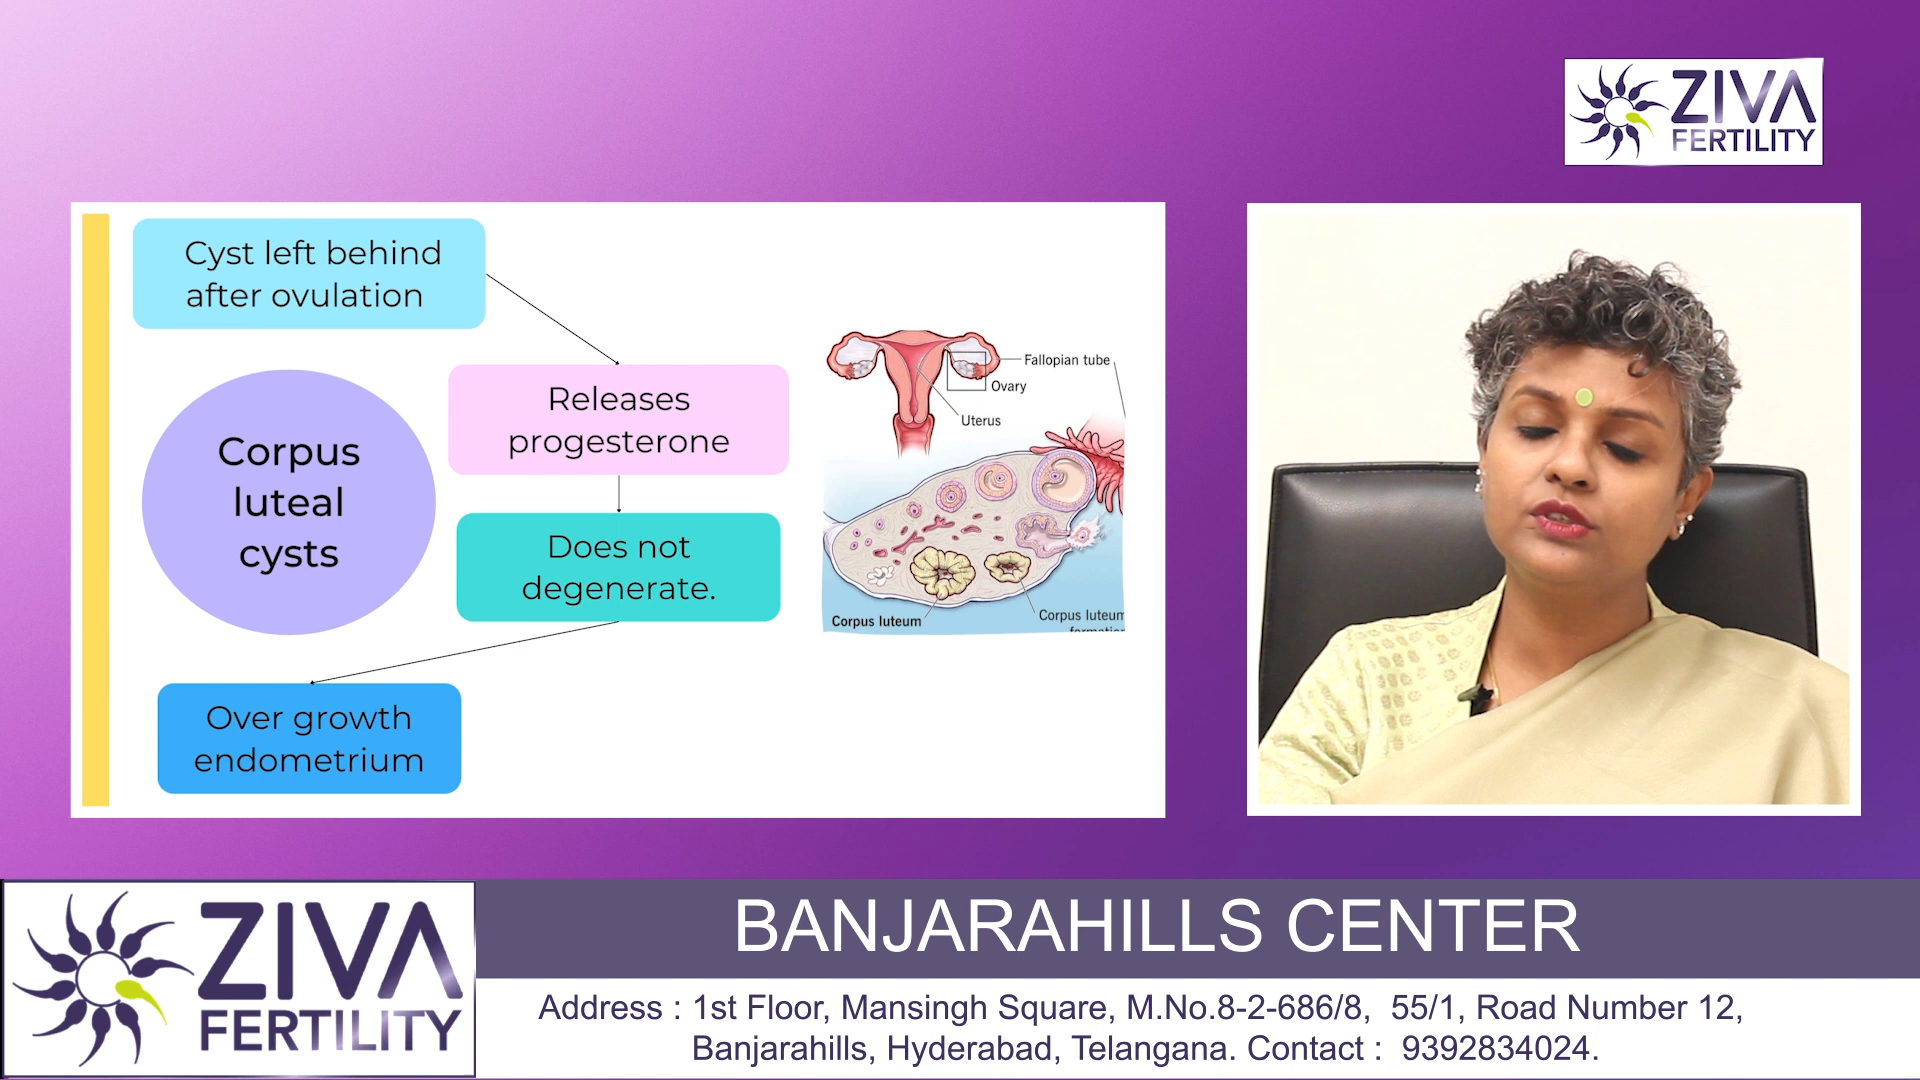 ZIVA
FERTILITY
Cyst left behind
after ovulation
Releases
progesterone
Corpus
luteal
cysts
Does not
degenerate.
Over growth
endometrium
Fallopian tube
Ovary
Uterus
Corpus luteum
Corpus luteum
formation
ZIVA
FERTILITY
BANJARAHILLS CENTER
Address : 1st Floor, Mansingh Square, M.No.8-2-686/8, 55/1, Road Number 12,
Banjarahills, Hyderabad, Telangana. Contact : 9392834024.